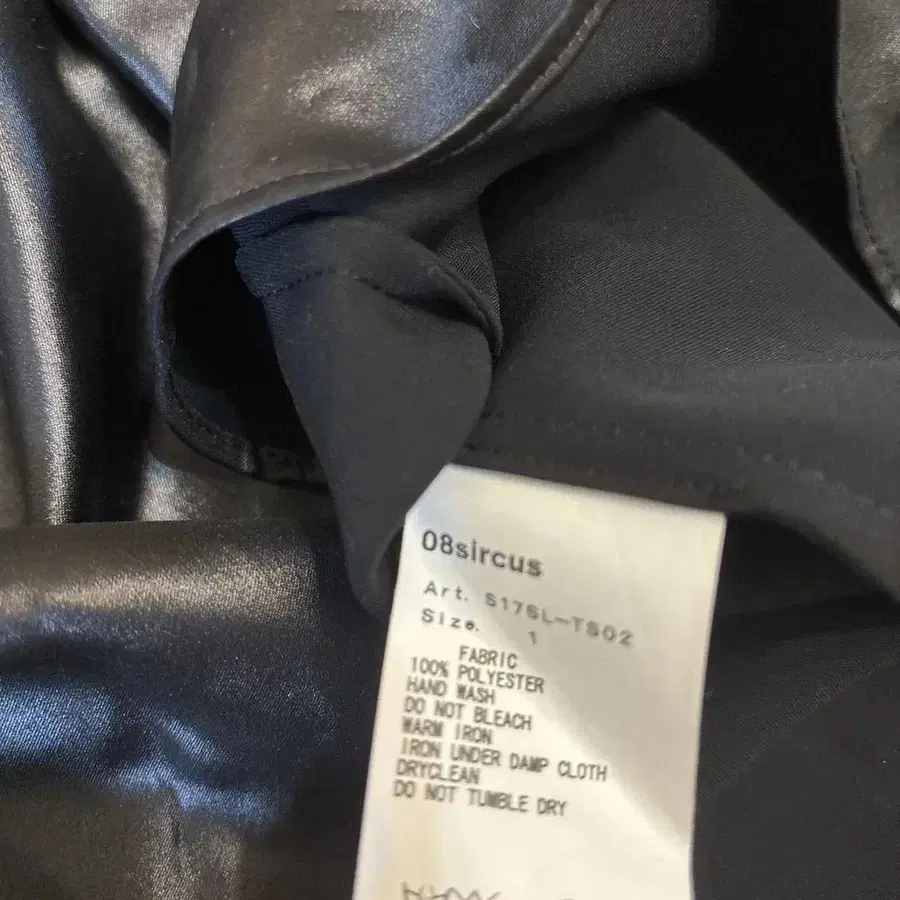 08sircus
Art. S17SL-TS02
Size. 1
FABRIC
100% POLYESTER
HAND WASH
DO NOT BLEACH
WARM IRON
IRON UNDER DAMP CLOTH
DRYCLEAN
DO NOT TUMBLE DRY